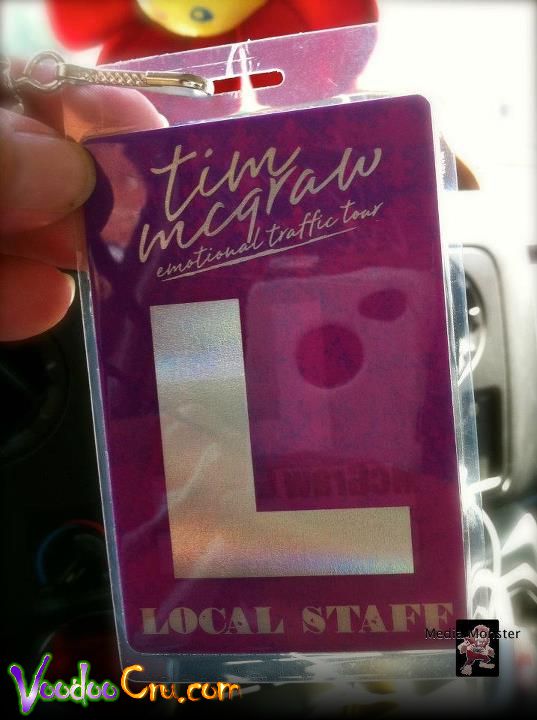 tim
mcgraw
emotional traffic tour
L
LOCAL STAFF
Media Monster
VoodooCru.com